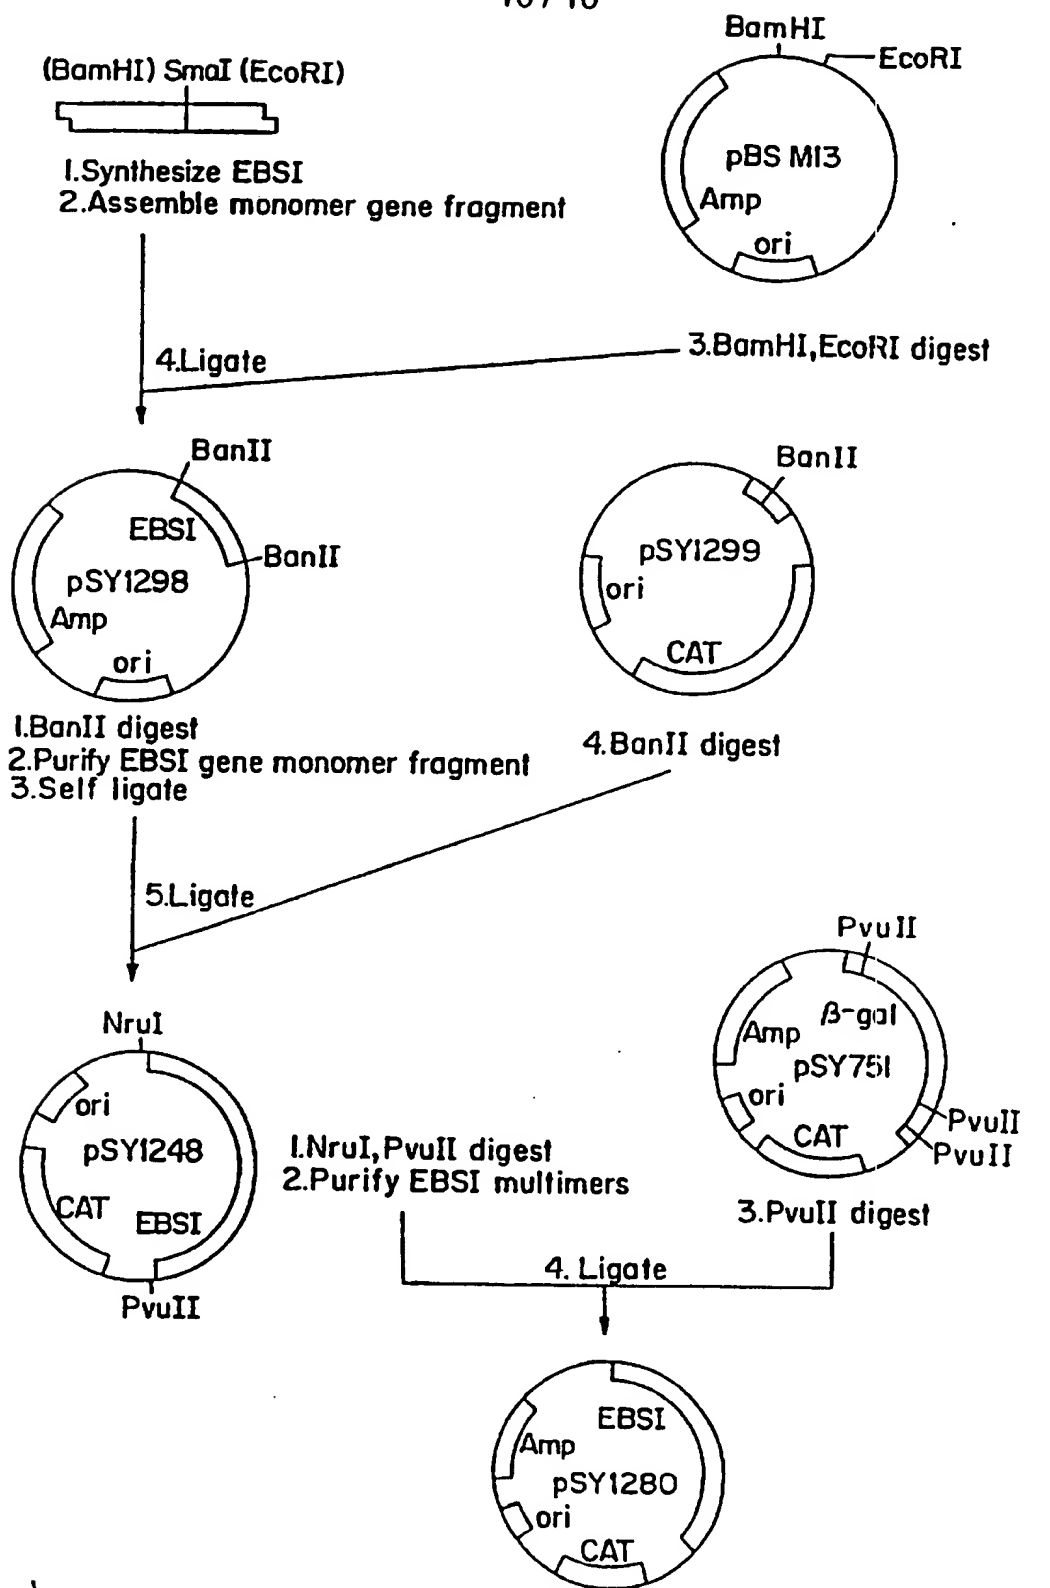 (BamHI) SmaI (EcoRI)
1.Synthesize EBSI
2.Assemble monomer gene fragment
BamHI
EcoRI
pBS M13
Amp
ori
4.Ligate
3.BamHI,EcoRI digest
BanII
EBSI
BanII
pSY1298
Amp
ori
BanII
pSY1299
ori
CAT
1.BanII digest
2.Purify EBSI gene monomer fragment
3.Self ligate
4.BanII digest
5.Ligate
NruI
ori
pSY1248
CAT
EBSI
PvuII
1.NruI,PvuII digest
2.Purify EBSI multimers
PvuII
β-gal
Amp
pSY751
ori
CAT
PvuII
PvuII
3.PvuII digest
4. Ligate
EBSI
Amp
pSY1280
ori
CAT